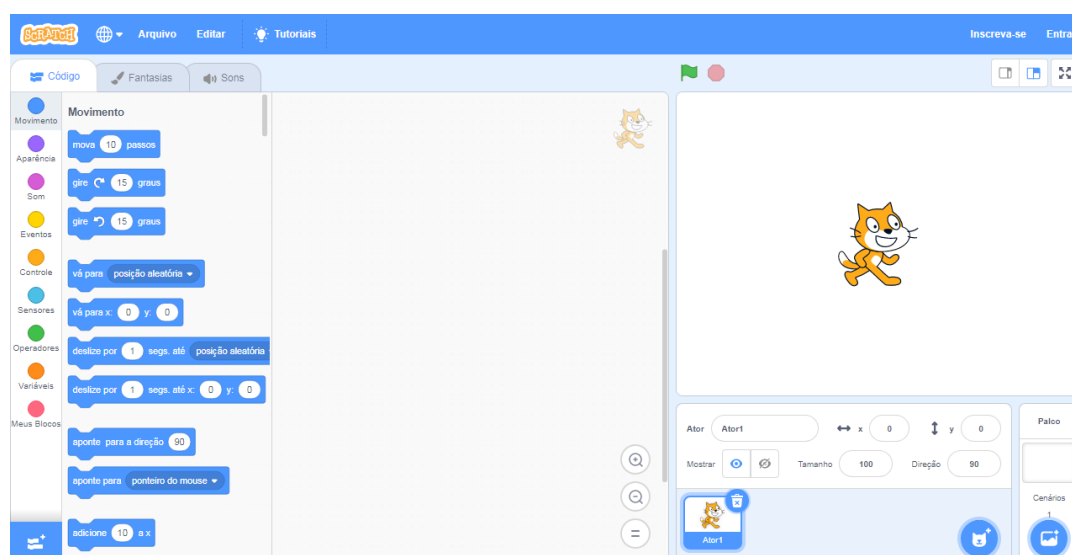 SCRATCH Arquivo Editar Tutoriais Inscreva-se Entra
Código Fantasias Sons
Movimento
Aparência
Som
Eventos
Controle
Sensores
Operadores
Variáveis
Meus Blocos
Movimento
mova 10 passos
gire 15 graus
gire 15 graus
vá para posição aleatória
vá para x: 0 y: 0
deslize por 1 segs. até posição aleatória
deslize por 1 segs. até x: 0 y: 0
aponte para a direção 90
aponte para ponteiro do mouse
adicione 10 a x
Ator Ator1 x 0 y 0
Mostrar Tamanho 100 Direção 90
Ator1
Palco
Cenários
1